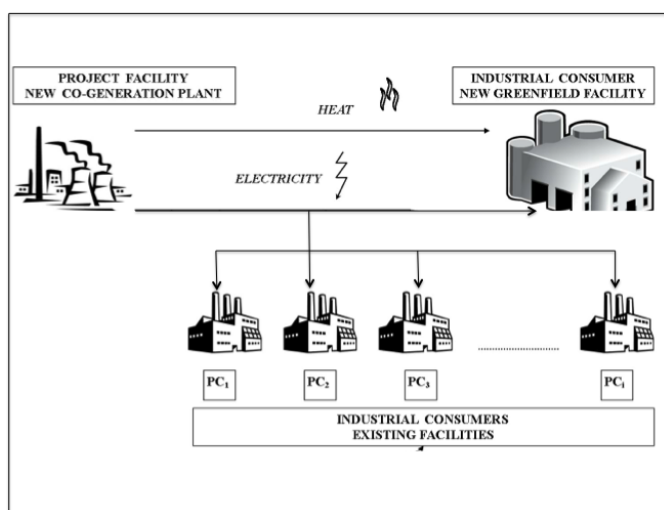 PROJECT FACILITY
NEW CO-GENERATION PLANT
INDUSTRIAL CONSUMER
NEW GREENFIELD FACILITY
HEAT
ELECTRICITY
PC₁
PC₂
PC₃
PCᵢ
INDUSTRIAL CONSUMERS
EXISTING FACILITIES